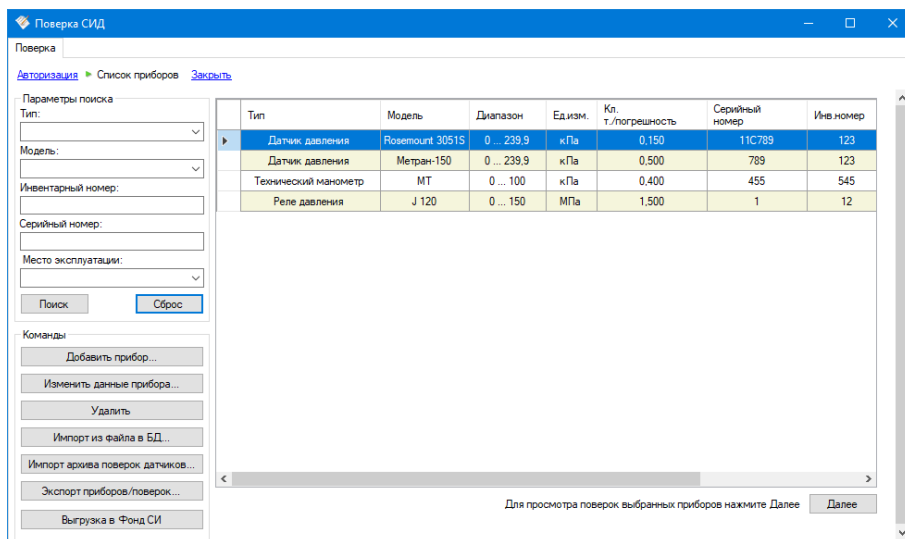 Поверка СИД
Поверка
Авторизация Список приборов Закрыть
Параметры поиска
Тип:
Модель:
Инвентарный номер:
Серийный номер:
Место эксплуатации:
Поиск Сброс
Команды
Добавить прибор...
Изменить данные прибора...
Удалить
Импорт из файла в БД...
Импорт архива поверок датчиков...
Экспорт приборов/поверок...
Выгрузка в Фонд СИ
Тип Модель Диапазон Ед.изм. Кл. т./погрешность Серийный номер Инв.номер
Датчик давления Rosemount 3051S 0 ... 239,9 кПа 0,150 11C789 123
Датчик давления Метран-150 0 ... 239,9 кПа 0,500 789 123
Технический манометр МТ 0 ... 100 кПа 0,400 455 545
Реле давления J 120 0 ... 150 МПа 1,500 1 12
Для просмотра поверок выбранных приборов нажмите Далее Далее